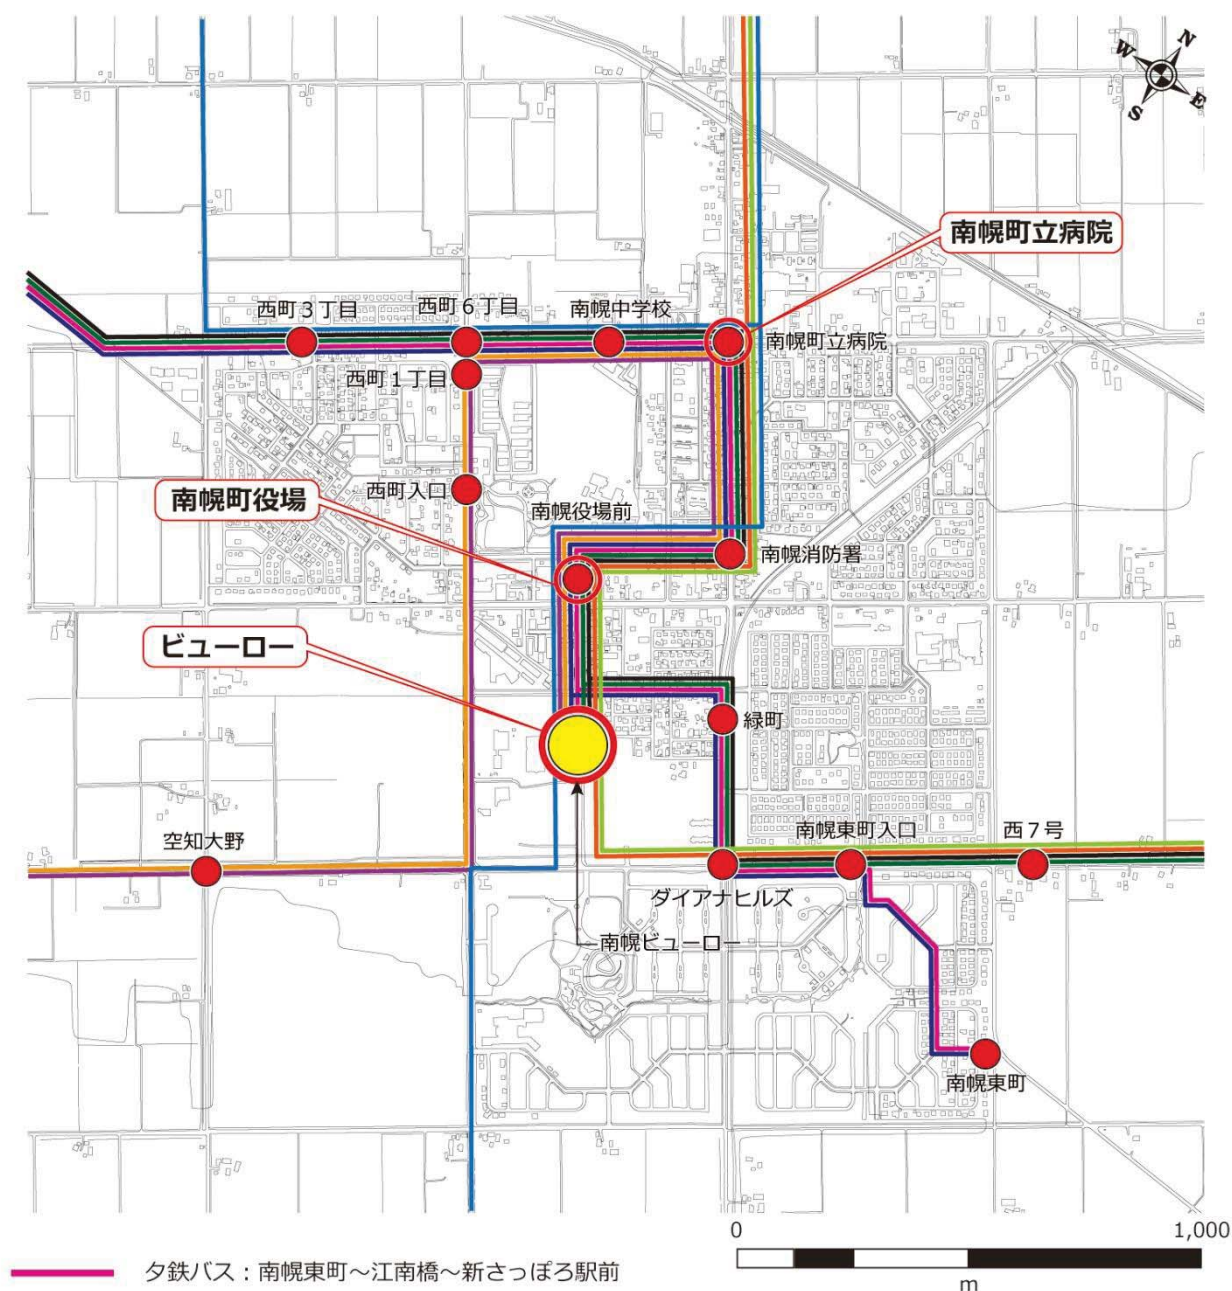 N
W
E
S
南幌町立病院
西町３丁目
西町６丁目
南幌中学校
南幌町立病院
西町１丁目
南幌町役場
西町入口
南幌役場前
南幌消防署
ビューロー
緑町
空知大野
南幌東町入口
西７号
ダイアナヒルズ
南幌ビューロー
南幌東町
0
1,000
m
夕鉄バス：南幌東町～江南橋～新さっぽろ駅前